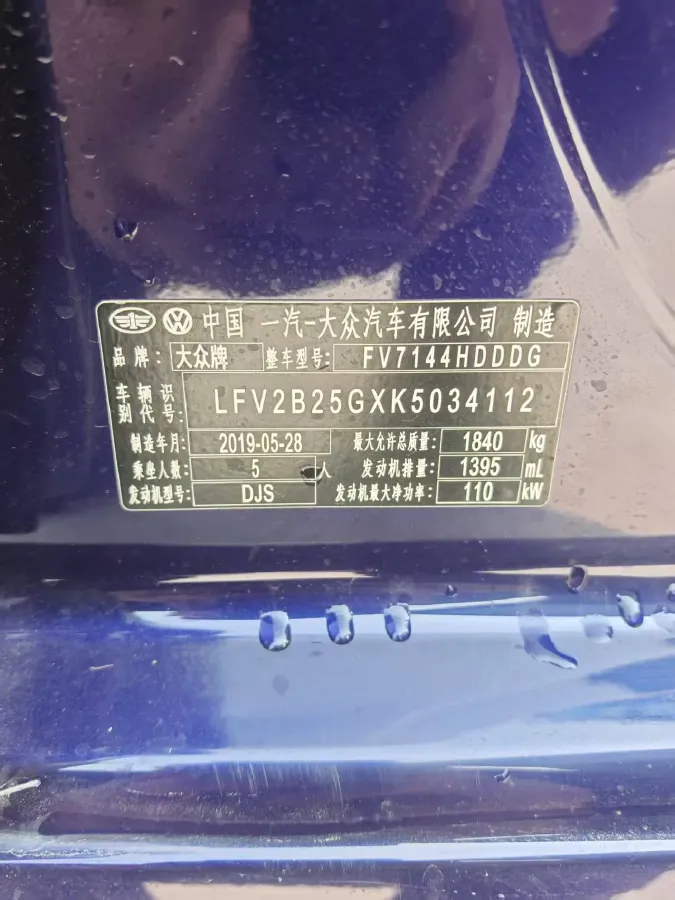 中国 一汽-大众汽车有限公司 制造
品牌: 大众牌 整车型号: FV7144HDDDG
车辆识别代号: LFV2B25GXK5034112
制造年月: 2019-05-28 最大允许总质量: 1840 kg
乘坐人数: 5 人 发动机排量: 1395 mL
发动机型号: DJS 发动机最大净功率: 110 kW